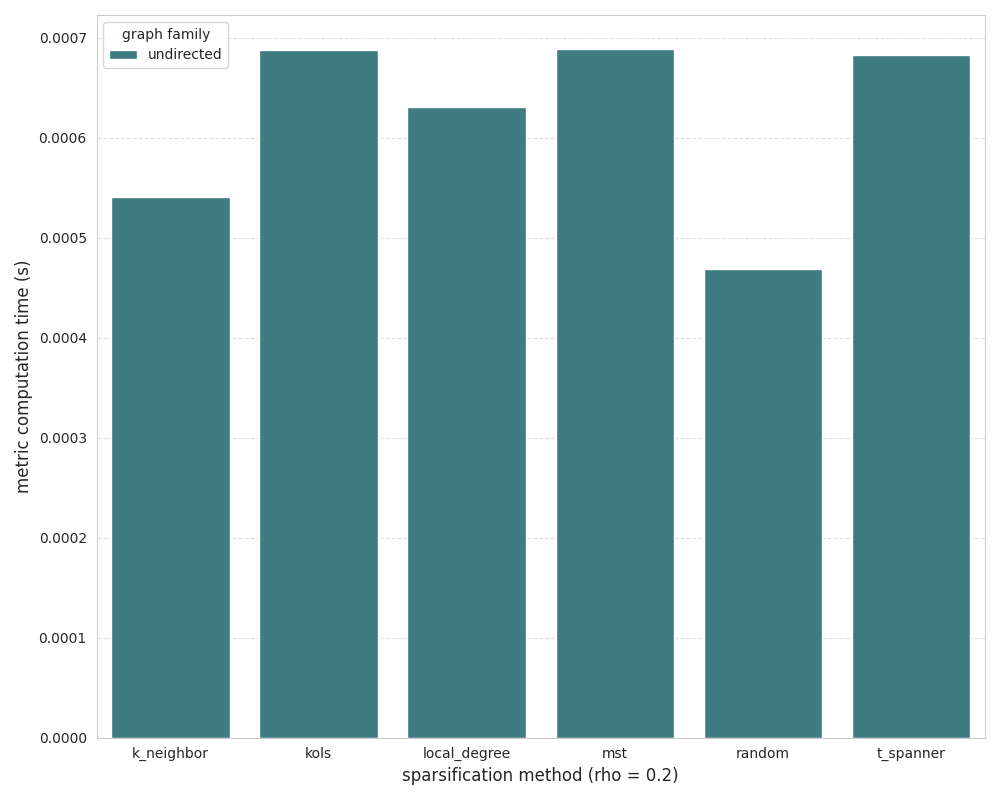 graph family
undirected
metric computation time (s)
0.0007
0.0006
0.0005
0.0004
0.0003
0.0002
0.0001
0.0000
k_neighbor kols local_degree mst random t_spanner
sparsification method (rho = 0.2)